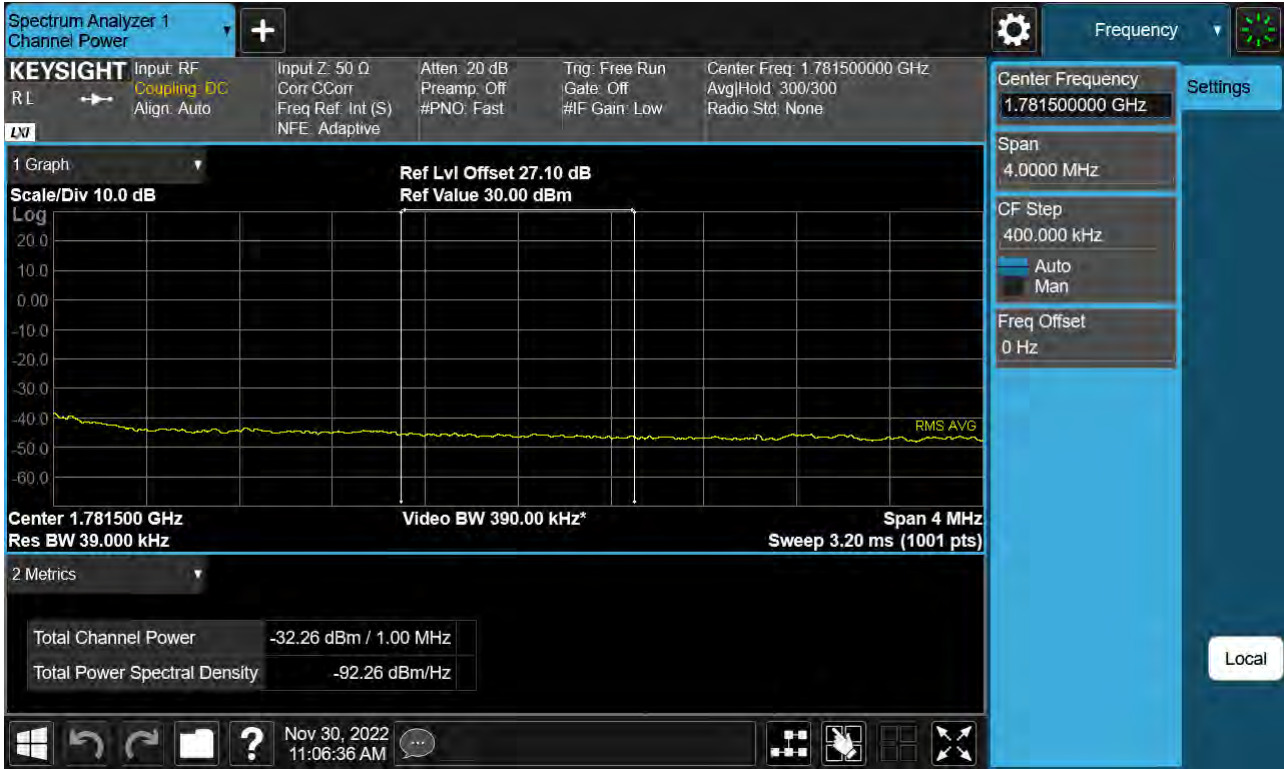 Spectrum Analyzer 1
Channel Power
Frequency
KEYSIGHT
R L
LXI
Input: RF
Coupling: DC
Align: Auto
Input Z: 50 Ω
Corr CCorr
Freq Ref: Int (S)
NFE: Adaptive
Atten: 20 dB
Preamp: Off
#PNO: Fast
Trig: Free Run
Gate: Off
#IF Gain: Low
Center Freq: 1.781500000 GHz
Avg|Hold: 300/300
Radio Std: None
1 Graph
Scale/Div 10.0 dB
Ref Lvl Offset 27.10 dB
Ref Value 30.00 dBm
Log
20.0
10.0
0.00
-10.0
-20.0
-30.0
-40.0
-50.0
-60.0
RMS AVG
Center 1.781500 GHz
Res BW 39.000 kHz
Video BW 390.00 kHz*
Span 4 MHz
Sweep 3.20 ms (1001 pts)
2 Metrics
Total Channel Power -32.26 dBm / 1.00 MHz
Total Power Spectral Density -92.26 dBm/Hz
Nov 30, 2022
11:06:36 AM
Center Frequency
1.781500000 GHz
Span
4.0000 MHz
CF Step
400.000 kHz
Auto
Man
Freq Offset
0 Hz
Settings
Local